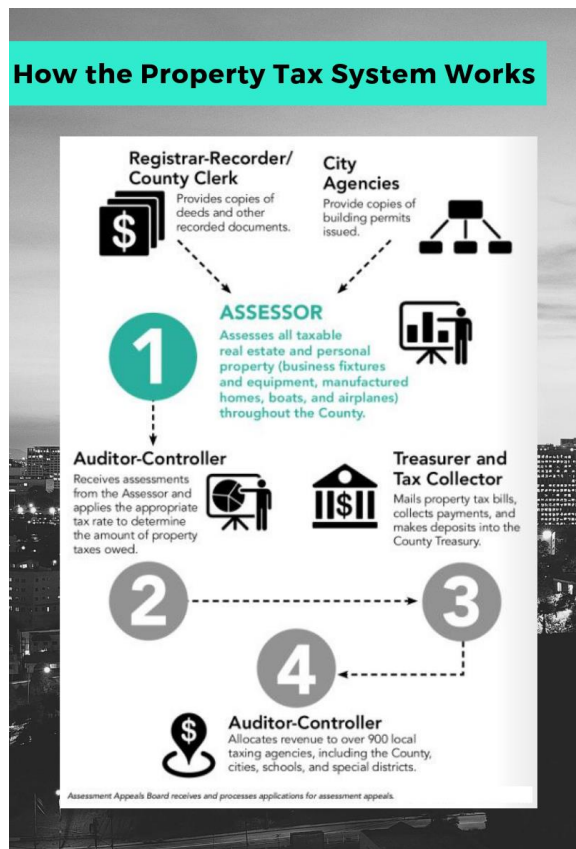 How the Property Tax System Works
Registrar-Recorder/
County Clerk
Provides copies of
deeds and other
recorded documents.
$
City
Agencies
Provide copies of
building permits
issued.
1
ASSESSOR
Assesses all taxable
real estate and personal
property (business fixtures
and equipment, manufactured
homes, boats, and airplanes)
throughout the County.
Auditor-Controller
Receives assessments
from the Assessor and
applies the appropriate
tax rate to determine
the amount of property
taxes owed.
2
Treasurer and
Tax Collector
Mails property tax bills,
collects payments, and
makes deposits into the
County Treasury.
$
3
4
$
Auditor-Controller
Allocates revenue to over 900 local
taxing agencies, including the County,
cities, schools, and special districts.
Assessment Appeals Board receives and processes applications for assessment appeals.